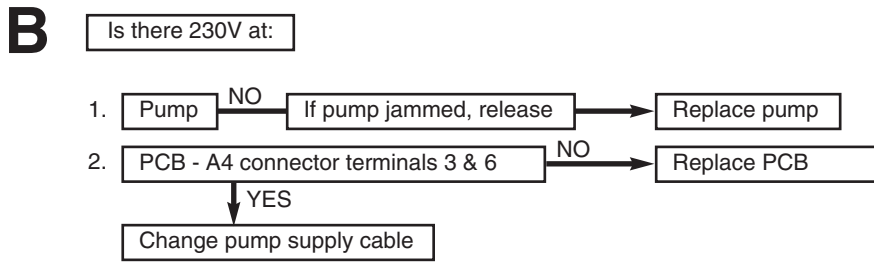 B
Is there 230V at:
1. Pump NO If pump jammed, release Replace pump
2. PCB - A4 connector terminals 3 & 6 NO Replace PCB
YES
Change pump supply cable